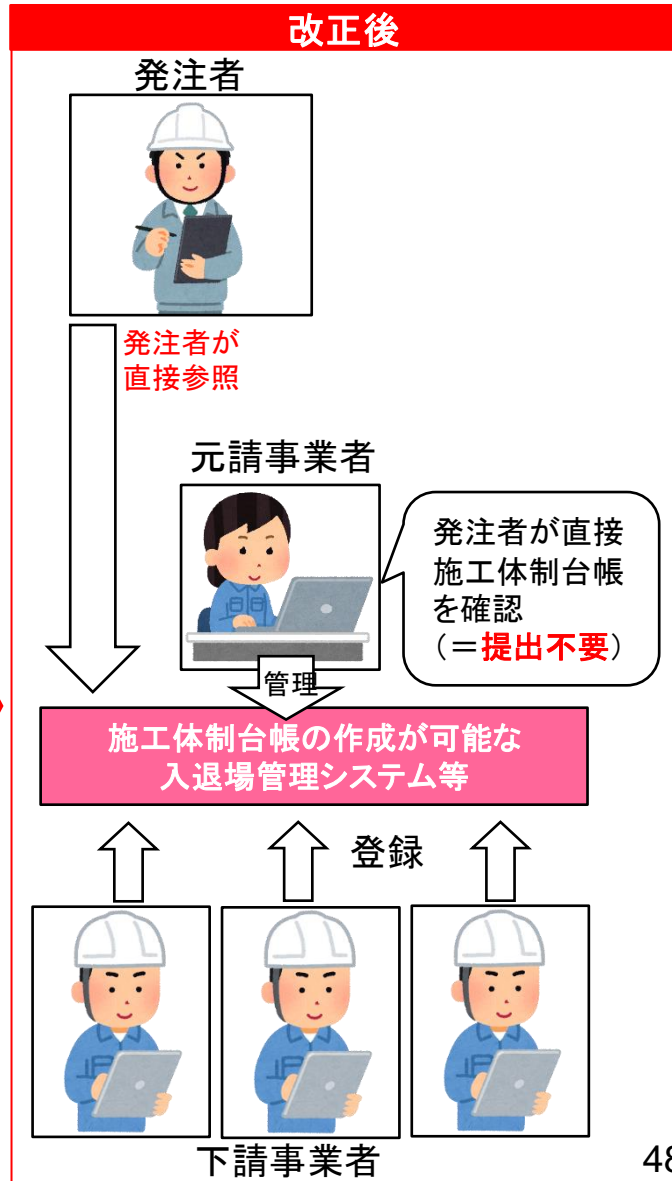 改正後
発注者
発注者が
直接参照
元請事業者
発注者が直接
施工体制台帳
を確認
（＝提出不要）
管理
施工体制台帳の作成が可能な
入退場管理システム等
登録
下請事業者
48